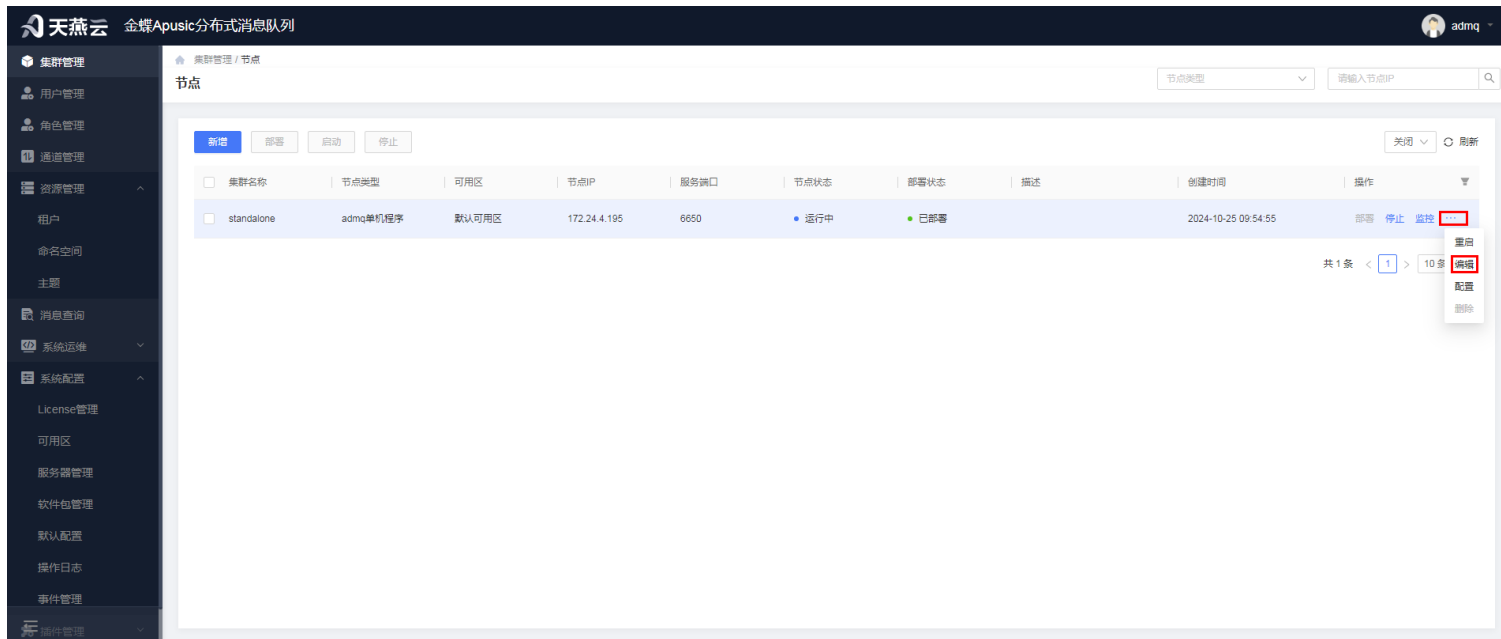 天燕云 金蝶Apusic分布式消息队列 admq
集群管理
用户管理
角色管理
通道管理
资源管理
租户
命名空间
主题
消息查询
系统运维
系统配置
License管理
可用区
服务器管理
软件包管理
默认配置
操作日志
事件管理
插件管理
集群管理 / 节点
节点 节点类型 请输入节点IP
新增 部署 启动 停止 关闭 刷新
集群名称 节点类型 可用区 节点IP 服务端口 节点状态 部署状态 描述 创建时间 操作
standalone admq单机程序 默认可用区 172.24.4.195 6650 运行中 已部署 2024-10-25 09:54:55 部署 停止 监控 ···
重启
共 1 条 < 1 > 10 条 编辑
配置
删除